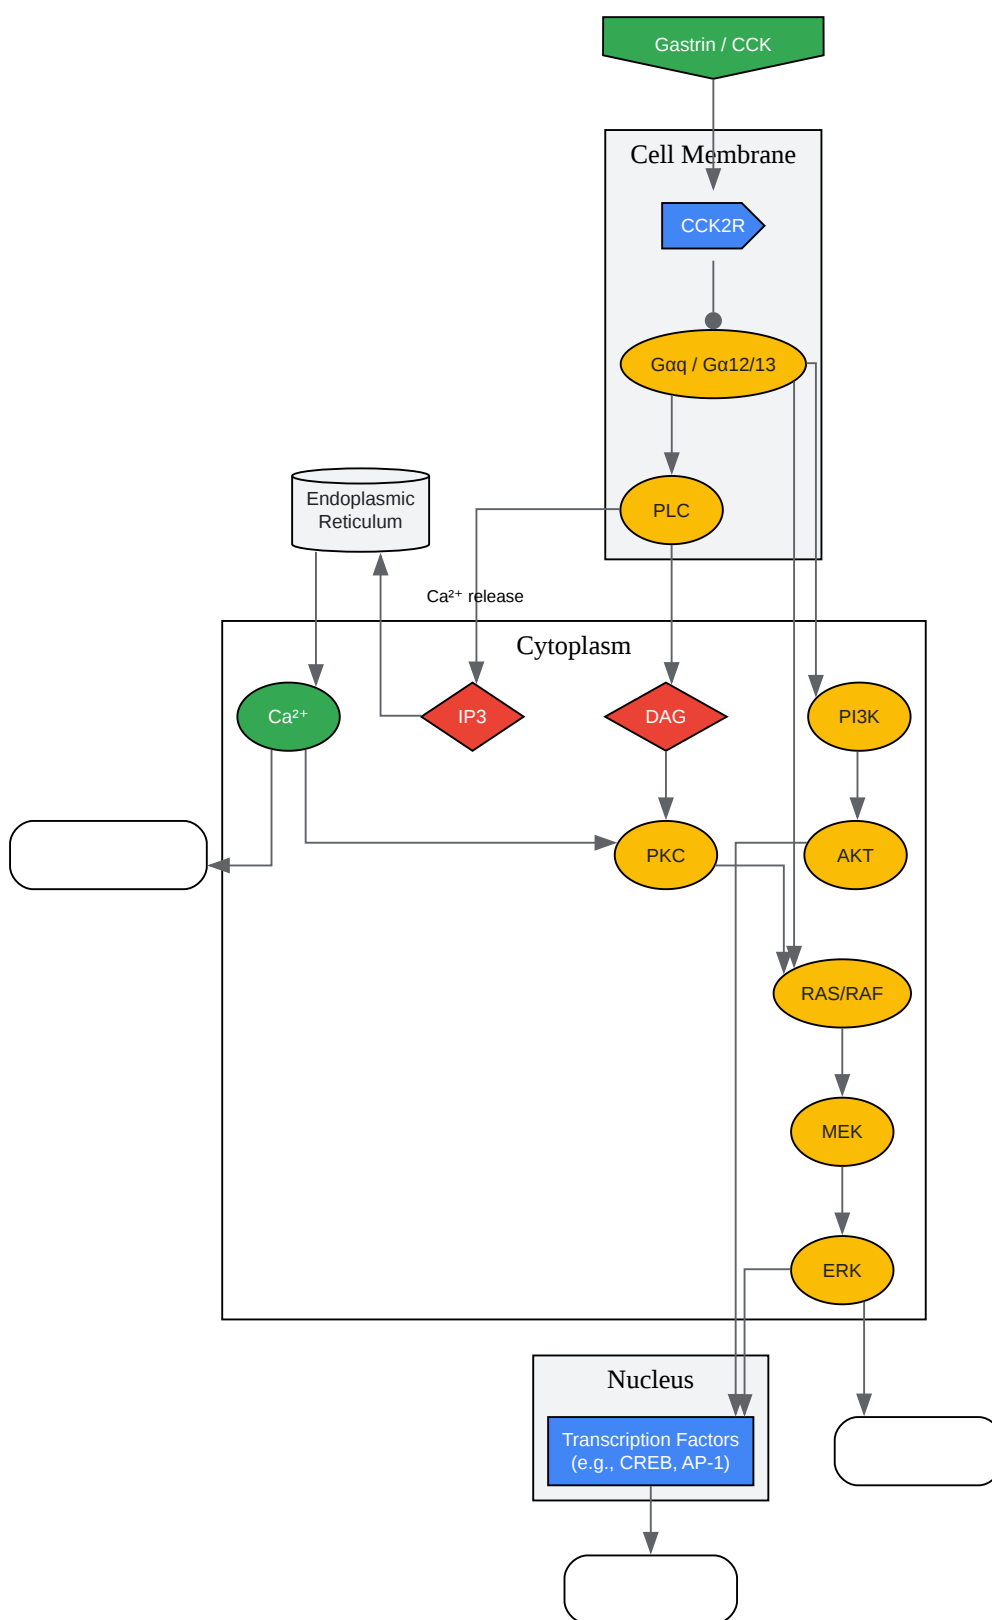 Gastrin / CCK
Cell Membrane
CCK2R
Gαq / Gα12/13
Endoplasmic
Reticulum
PLC
Ca²⁺ release
Cytoplasm
Ca²⁺
IP3
DAG
PI3K
PKC
AKT
RAS/RAF
MEK
ERK
Nucleus
Transcription Factors
(e.g., CREB, AP-1)